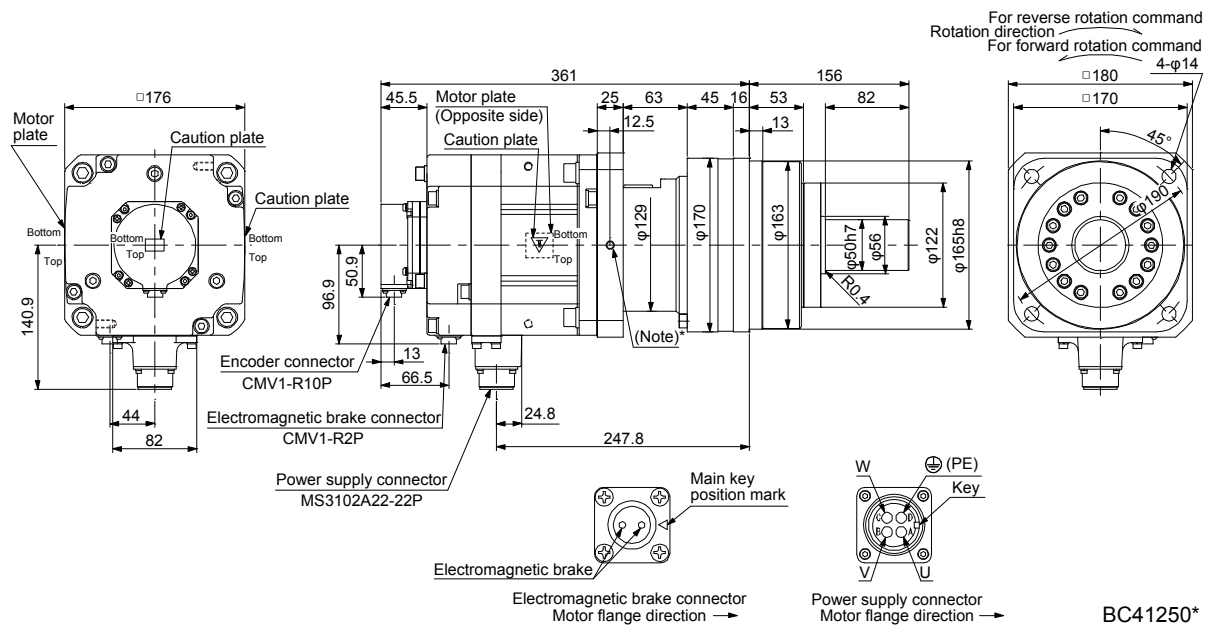 For reverse rotation command
Rotation direction
For forward rotation command
4-φ14
□180
□170
45°
φ190
361
156
45.5
Motor plate
(Opposite side)
Caution plate
25
63
45
16
53
82
12.5
13
□176
Motor
plate
Caution plate
Caution plate
Bottom
Top
Bottom
Top
Bottom
Top
140.9
44
82
96.9
50.9
Bottom
Top
φ129
φ170
φ163
φ50h7
φ56
φ122
φ165h8
R0.4
(Note)*
13
Encoder connector
CMV1-R10P
66.5
Electromagnetic brake connector
CMV1-R2P
24.8
247.8
Power supply connector
MS3102A22-22P
Main key
position mark
Electromagnetic brake
Electromagnetic brake connector
Motor flange direction
W
(PE)
Key
C
D
B
A
V
U
Power supply connector
Motor flange direction
BC41250*